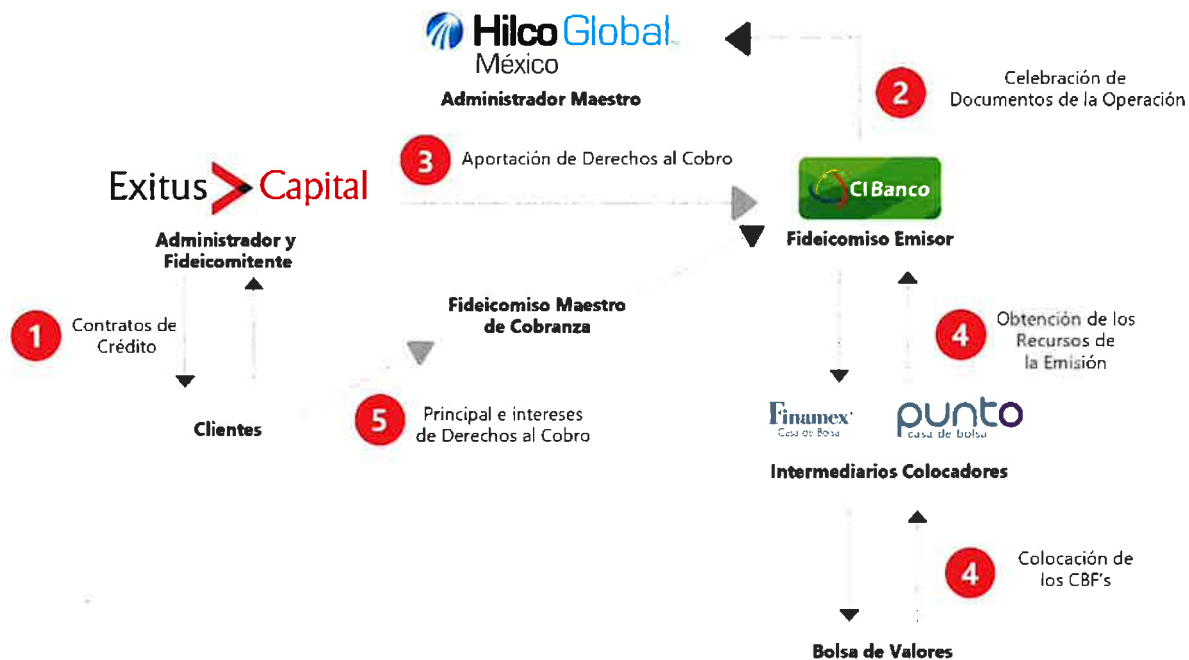 Hilco Global
México
Administrador Maestro
2
Celebración de
Documentos de la Operación
3
Aportación de Derechos al Cobro
Exitus Capital
Administrador y
Fideicomitente
CIBanco
Fideicomiso Emisor
1
Contratos de
Crédito
Fideicomiso Maestro
de Cobranza
4
Obtención de los
Recursos de
la Emisión
Clientes
5
Principal e intereses
de Derechos al Cobro
Finamex
Casa de Bolsa
punto
casa de bolsa
Intermediarios Colocadores
4
Colocación de
los CBF's
Bolsa de Valores